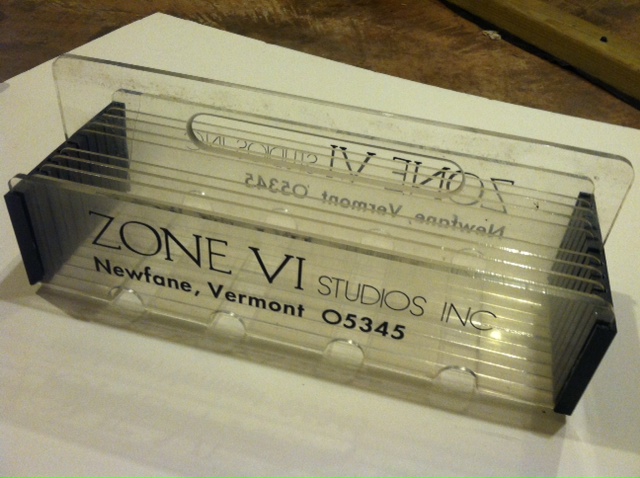 ZONE VI STUDIOS INC
Newfane, Vermont 05345